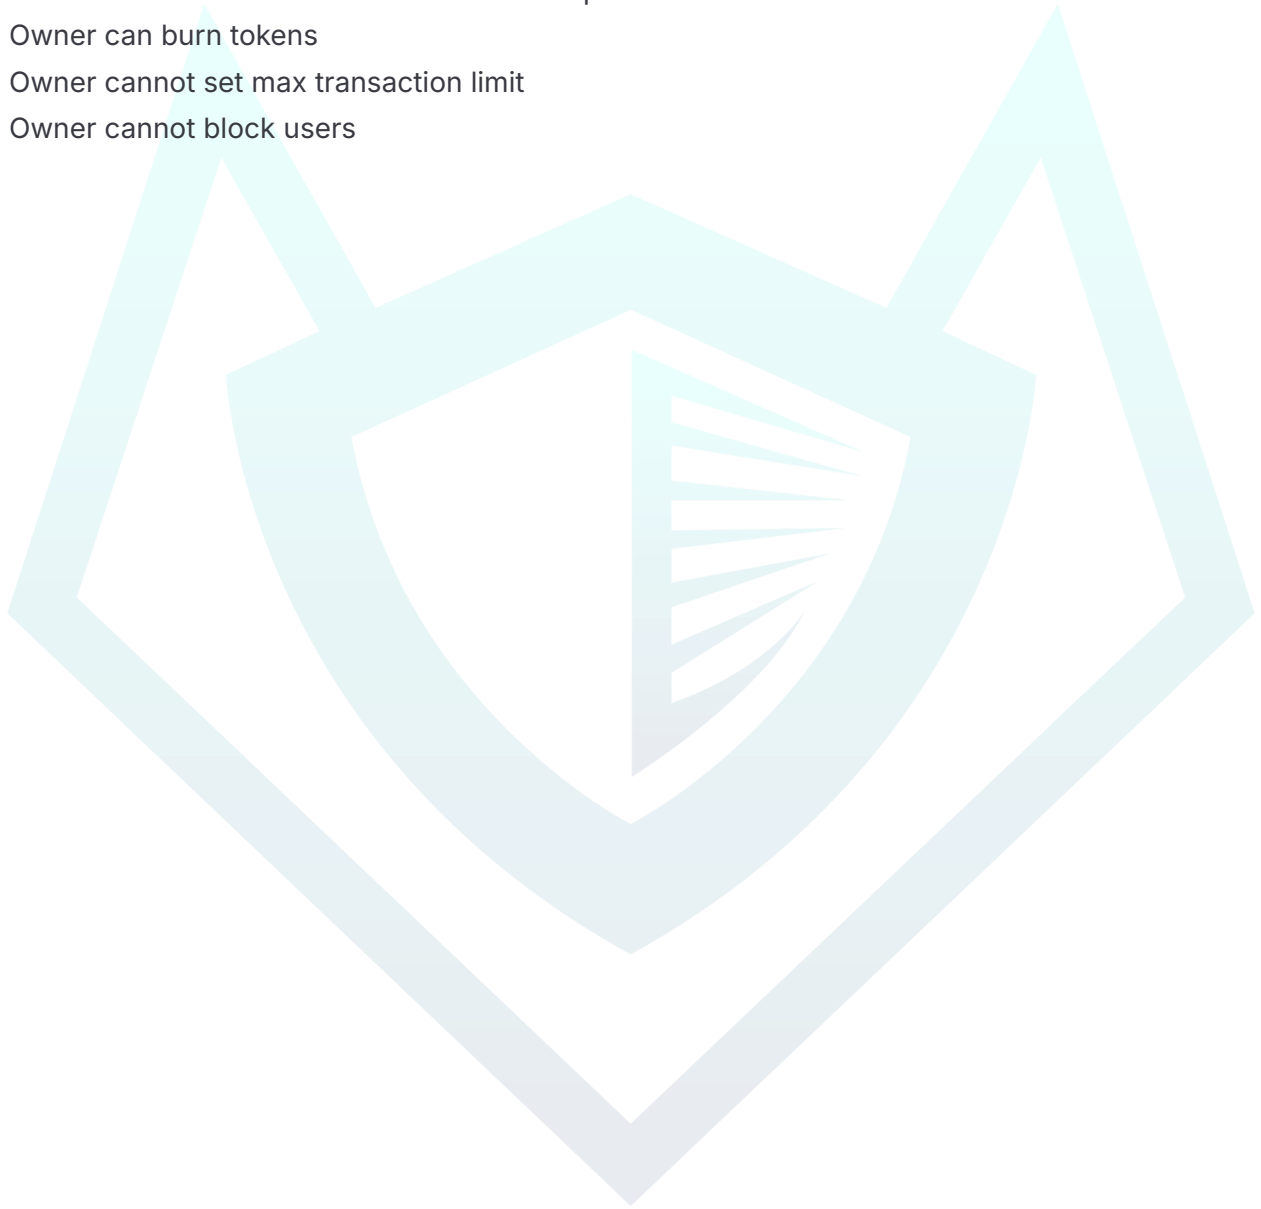 Owner can burn tokens
Owner cannot set max transaction limit
Owner cannot block users